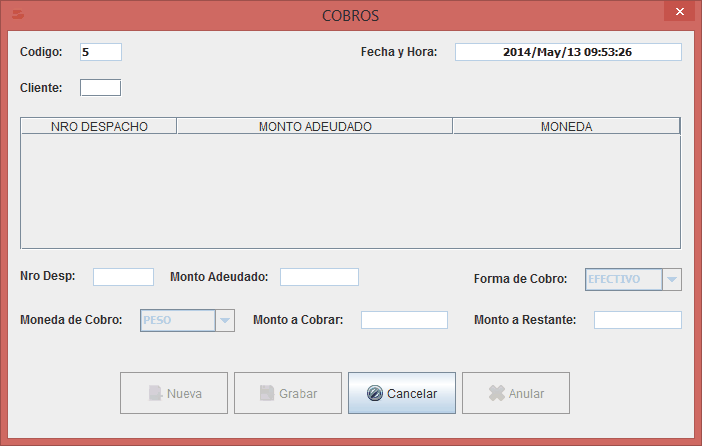 COBROS
Codigo: 5 Fecha y Hora: 2014/May/13 09:53:26
Cliente:
NRO DESPACHO MONTO ADEUDADO MONEDA
Nro Desp: Monto Adeudado: Forma de Cobro: EFECTIVO
Moneda de Cobro: PESO Monto a Cobrar: Monto a Restante:
Nueva Grabar Cancelar Anular